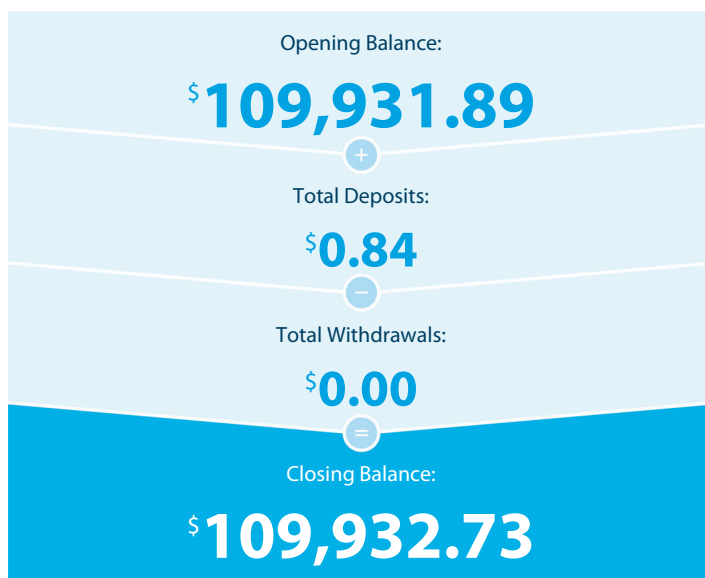 Opening Balance:
$109,931.89
+
Total Deposits:
$0.84
−
Total Withdrawals:
$0.00
=
Closing Balance:
$109,932.73